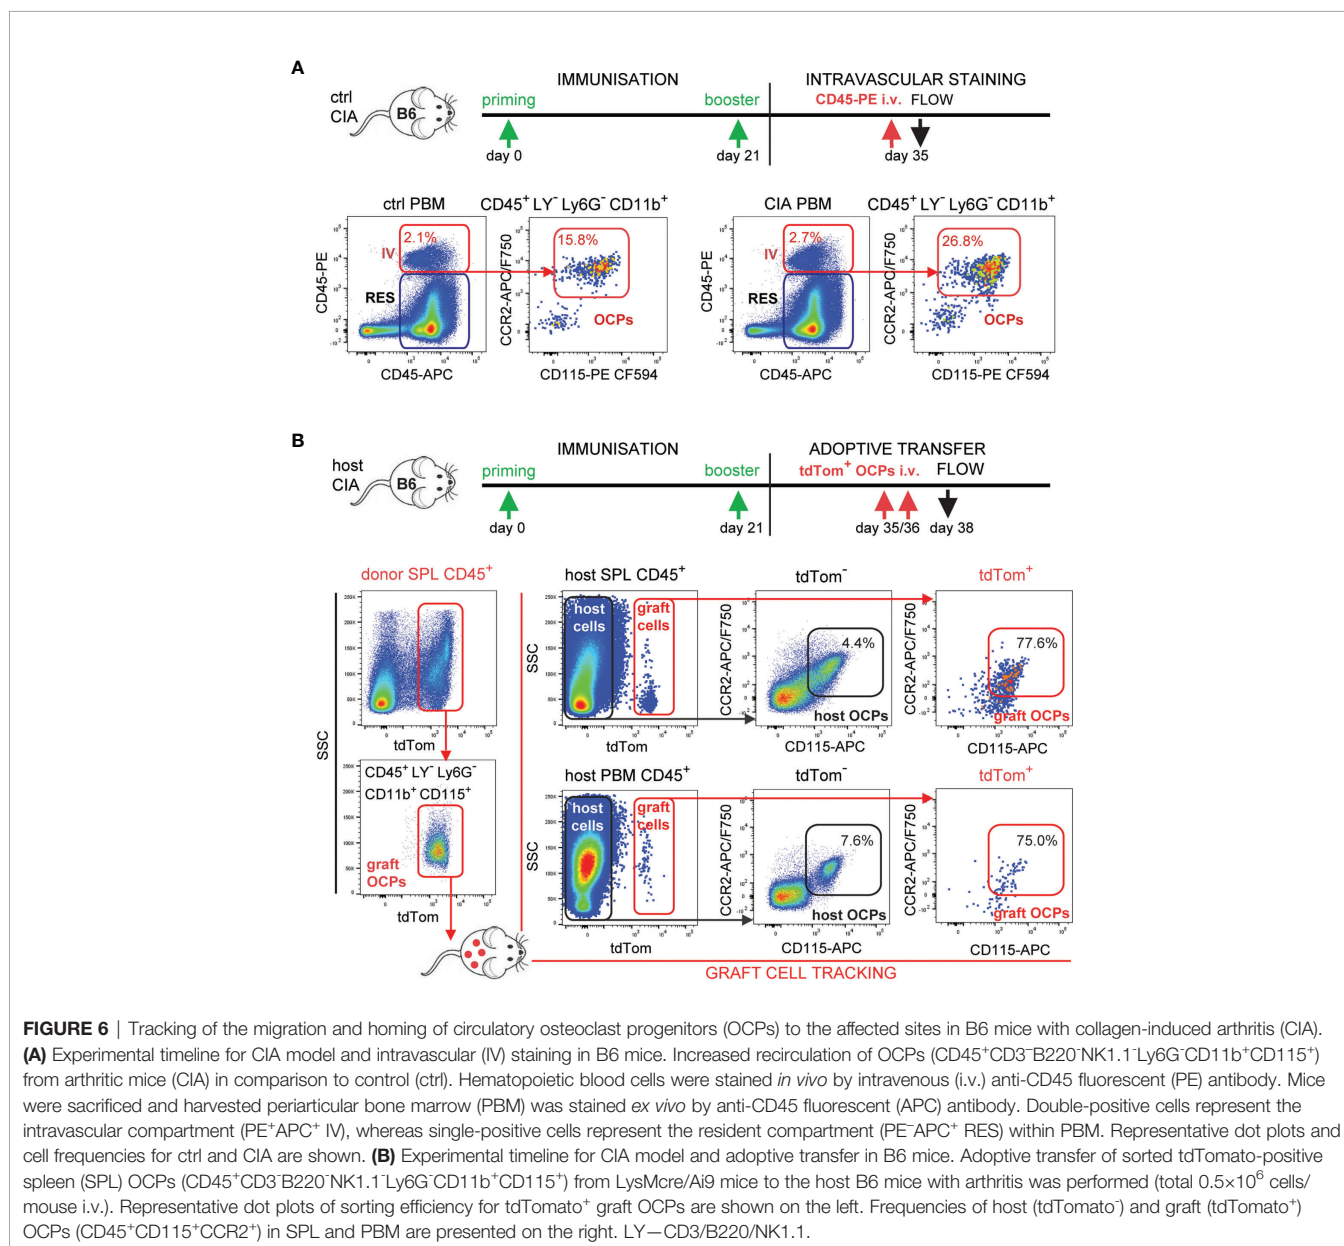 A
ctrl
CIA
B6
IMMUNISATION
INTRAVASCULAR STAINING
priming
booster
CD45-PE i.v. FLOW
day 0
day 21
day 35
ctrl PBM
CD45⁺ LY⁻ Ly6G⁻ CD11b⁺
CIA PBM
CD45⁺ LY⁻ Ly6G⁻ CD11b⁺
2.1%
IV
RES
CD45-PE
CD45-APC
15.8%
OCPs
CCR2-APC/F750
CD115-PE CF594
2.7%
IV
RES
CD45-PE
CD45-APC
26.8%
OCPs
CCR2-APC/F750
CD115-PE CF594
B
host
CIA
B6
IMMUNISATION
ADOPTIVE TRANSFER
priming
booster
tdTom⁺ OCPs i.v. FLOW
day 0
day 21
day 35/36
day 38
donor SPL CD45⁺
SSC
tdTom
CD45⁺ LY⁻ Ly6G⁻
CD11b⁺ CD115⁺
graft
OCPs
tdTom
host SPL CD45⁺
host
cells
graft
cells
SSC
tdTom
tdTom⁻
4.4%
host OCPs
CCR2-APC/F750
CD115-APC
tdTom⁺
77.6%
graft OCPs
CCR2-APC/F750
CD115-APC
host PBM CD45⁺
host
cells
graft
cells
SSC
tdTom
tdTom⁻
7.6%
host OCPs
CCR2-APC/F750
CD115-APC
tdTom⁺
75.0%
graft OCPs
CCR2-APC/F750
CD115-APC
GRAFT CELL TRACKING
FIGURE 6 | Tracking of the migration and homing of circulatory osteoclast progenitors (OCPs) to the affected sites in B6 mice with collagen-induced arthritis (CIA).
(A) Experimental timeline for CIA model and intravascular (IV) staining in B6 mice. Increased recirculation of OCPs (CD45⁺CD3⁻B220⁻NK1.1⁻Ly6G⁻CD11b⁺CD115⁺)
from arthritic mice (CIA) in comparison to control (ctrl). Hematopoietic blood cells were stained in vivo by intravenous (i.v.) anti-CD45 fluorescent (PE) antibody. Mice
were sacrificed and harvested periarticular bone marrow (PBM) was stained ex vivo by anti-CD45 fluorescent (APC) antibody. Double-positive cells represent the
intravascular compartment (PE⁺APC⁺ IV), whereas single-positive cells represent the resident compartment (PE⁻APC⁺ RES) within PBM. Representative dot plots and
cell frequencies for ctrl and CIA are shown. (B) Experimental timeline for CIA model and adoptive transfer in B6 mice. Adoptive transfer of sorted tdTomato-positive
spleen (SPL) OCPs (CD45⁺CD3⁻B220⁻NK1.1⁻Ly6G⁻CD11b⁺CD115⁺) from LysMcre/Ai9 mice to the host B6 mice with arthritis was performed (total 0.5×10⁶ cells/
mouse i.v.). Representative dot plots of sorting efficiency for tdTomato⁺ graft OCPs are shown on the left. Frequencies of host (tdTomato⁻) and graft (tdTomato⁺)
OCPs (CD45⁺CD115⁺CCR2⁺) in SPL and PBM are presented on the right. LY—CD3/B220/NK1.1.